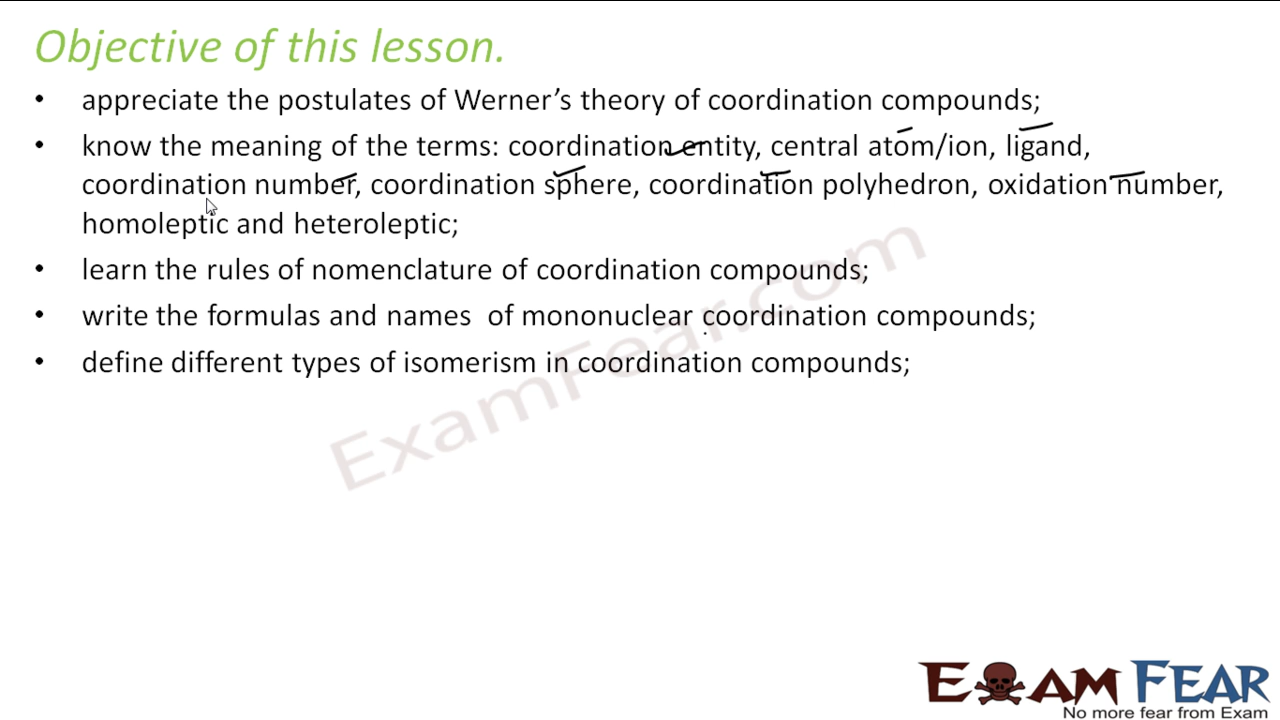 Objective of this lesson.
• appreciate the postulates of Werner's theory of coordination compounds;
• know the meaning of the terms: coordination entity, central atom/ion, ligand,
coordination number, coordination sphere, coordination polyhedron, oxidation number,
homoleptic and heteroleptic;
• learn the rules of nomenclature of coordination compounds;
• write the formulas and names of mononuclear coordination compounds;
• define different types of isomerism in coordination compounds;
ExamFear.com
EXAM FEAR
No more fear from Exam